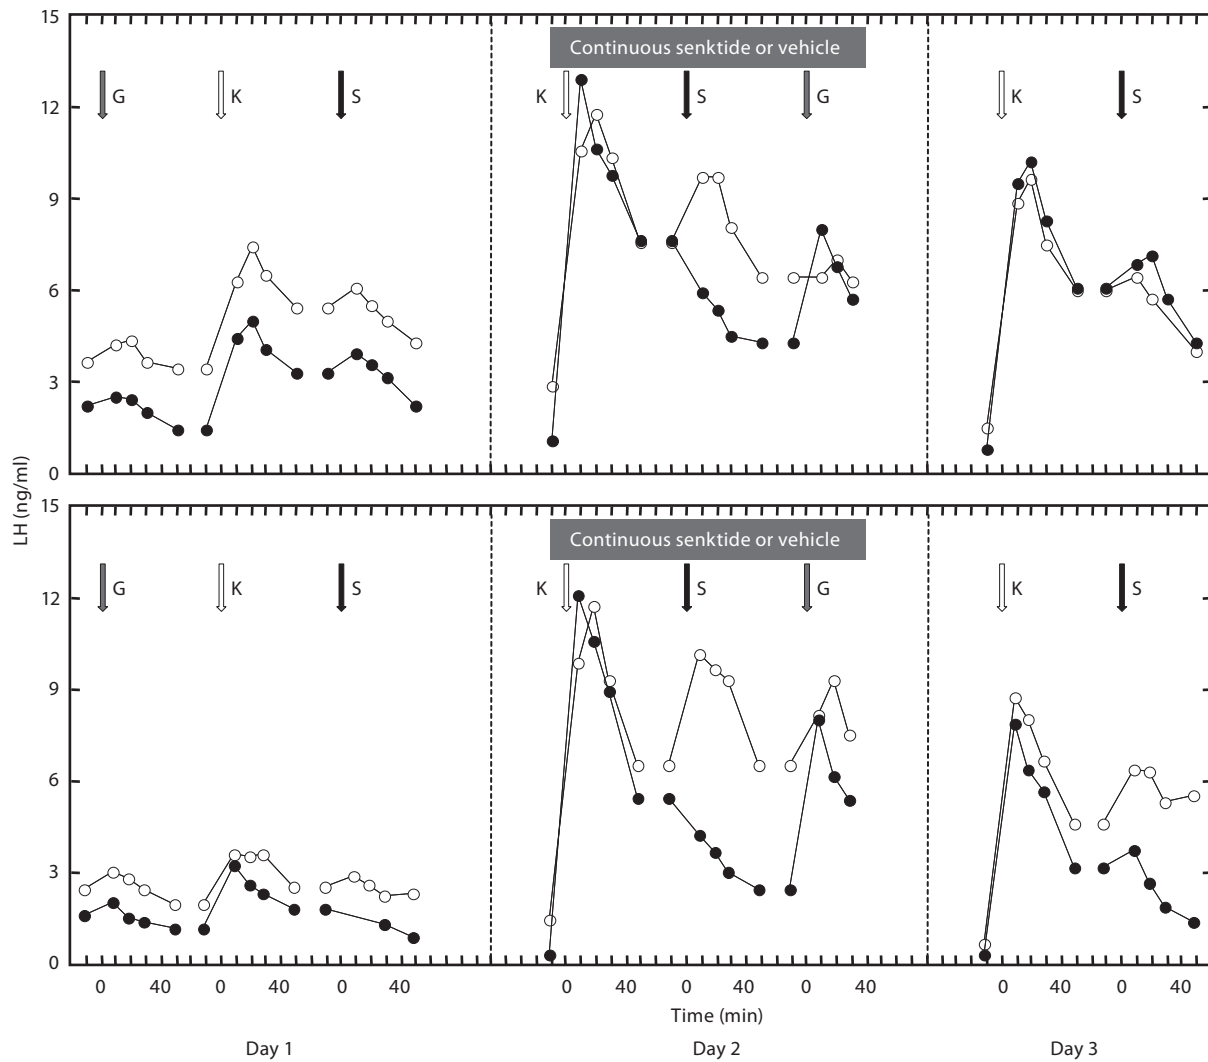 15
Continuous senktide or vehicle
G K S K S G K S
12
9
6
3
0
LH (ng/ml)
15
Continuous senktide or vehicle
G K S K S G K S
12
9
6
3
0
0 40 0 40 0 40 0 40 0 40 0 40 0 40 0 40
Time (min)
Day 1 Day 2 Day 3